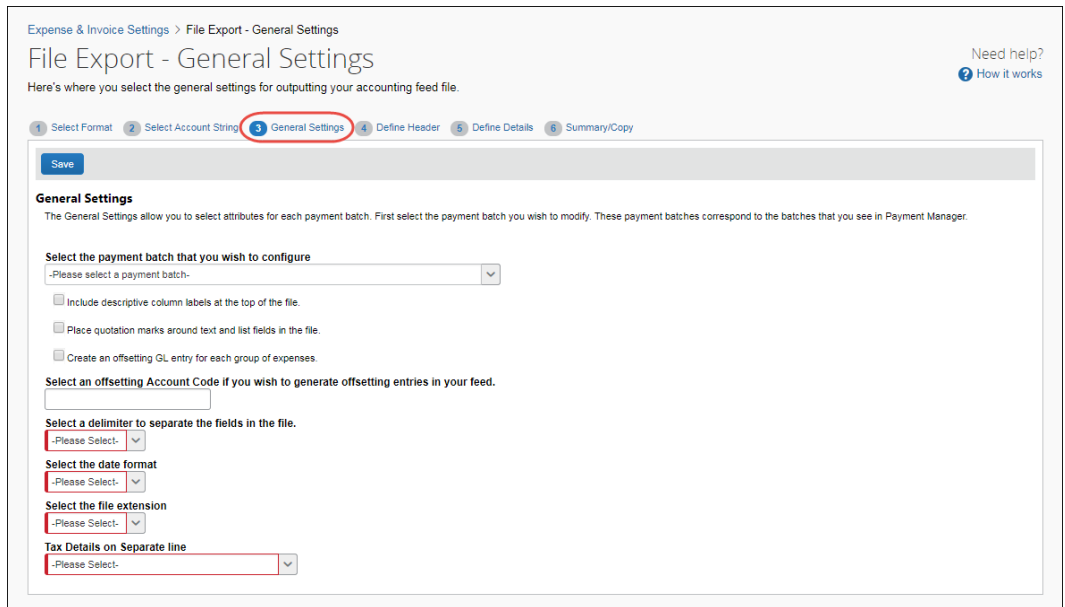 Expense & Invoice Settings > File Export - General Settings
File Export - General Settings
Need help?
? How it works
Here's where you select the general settings for outputting your accounting feed file.
1 Select Format 2 Select Account String 3 General Settings 4 Define Header 5 Define Details 6 Summary/Copy
Save
General Settings
The General Settings allow you to select attributes for each payment batch. First select the payment batch you wish to modify. These payment batches correspond to the batches that you see in Payment Manager.
Select the payment batch that you wish to configure
-Please select a payment batch-
Include descriptive column labels at the top of the file.
Place quotation marks around text and list fields in the file.
Create an offsetting GL entry for each group of expenses.
Select an offsetting Account Code if you wish to generate offsetting entries in your feed.
Select a delimiter to separate the fields in the file.
-Please Select-
Select the date format
-Please Select-
Select the file extension
-Please Select-
Tax Details on Separate line
-Please Select-